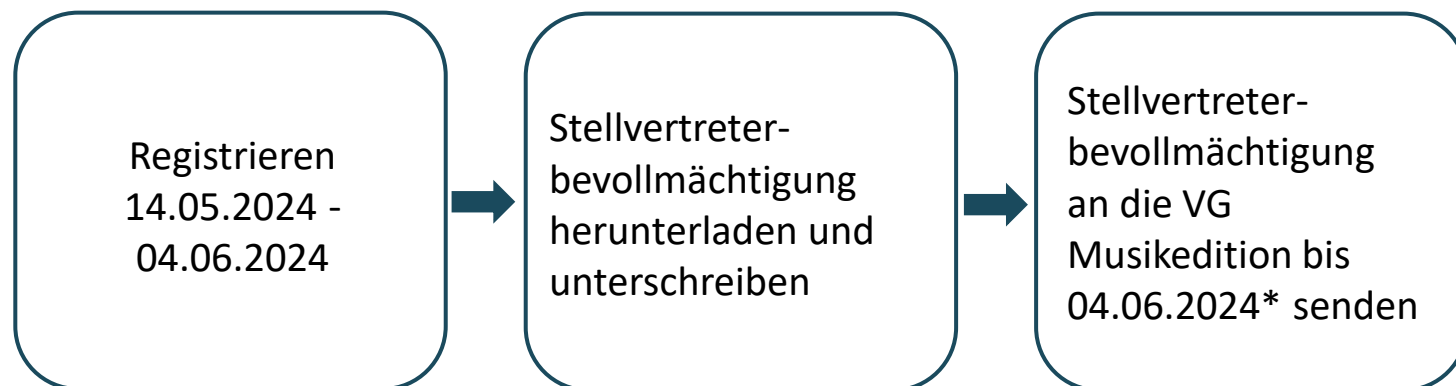 Registrieren
14.05.2024 -
04.06.2024
Stellvertreter-
bevollmächtigung
herunterladen und
unterschreiben
Stellvertreter-
bevollmächtigung
an die VG
Musikedition bis
04.06.2024* senden